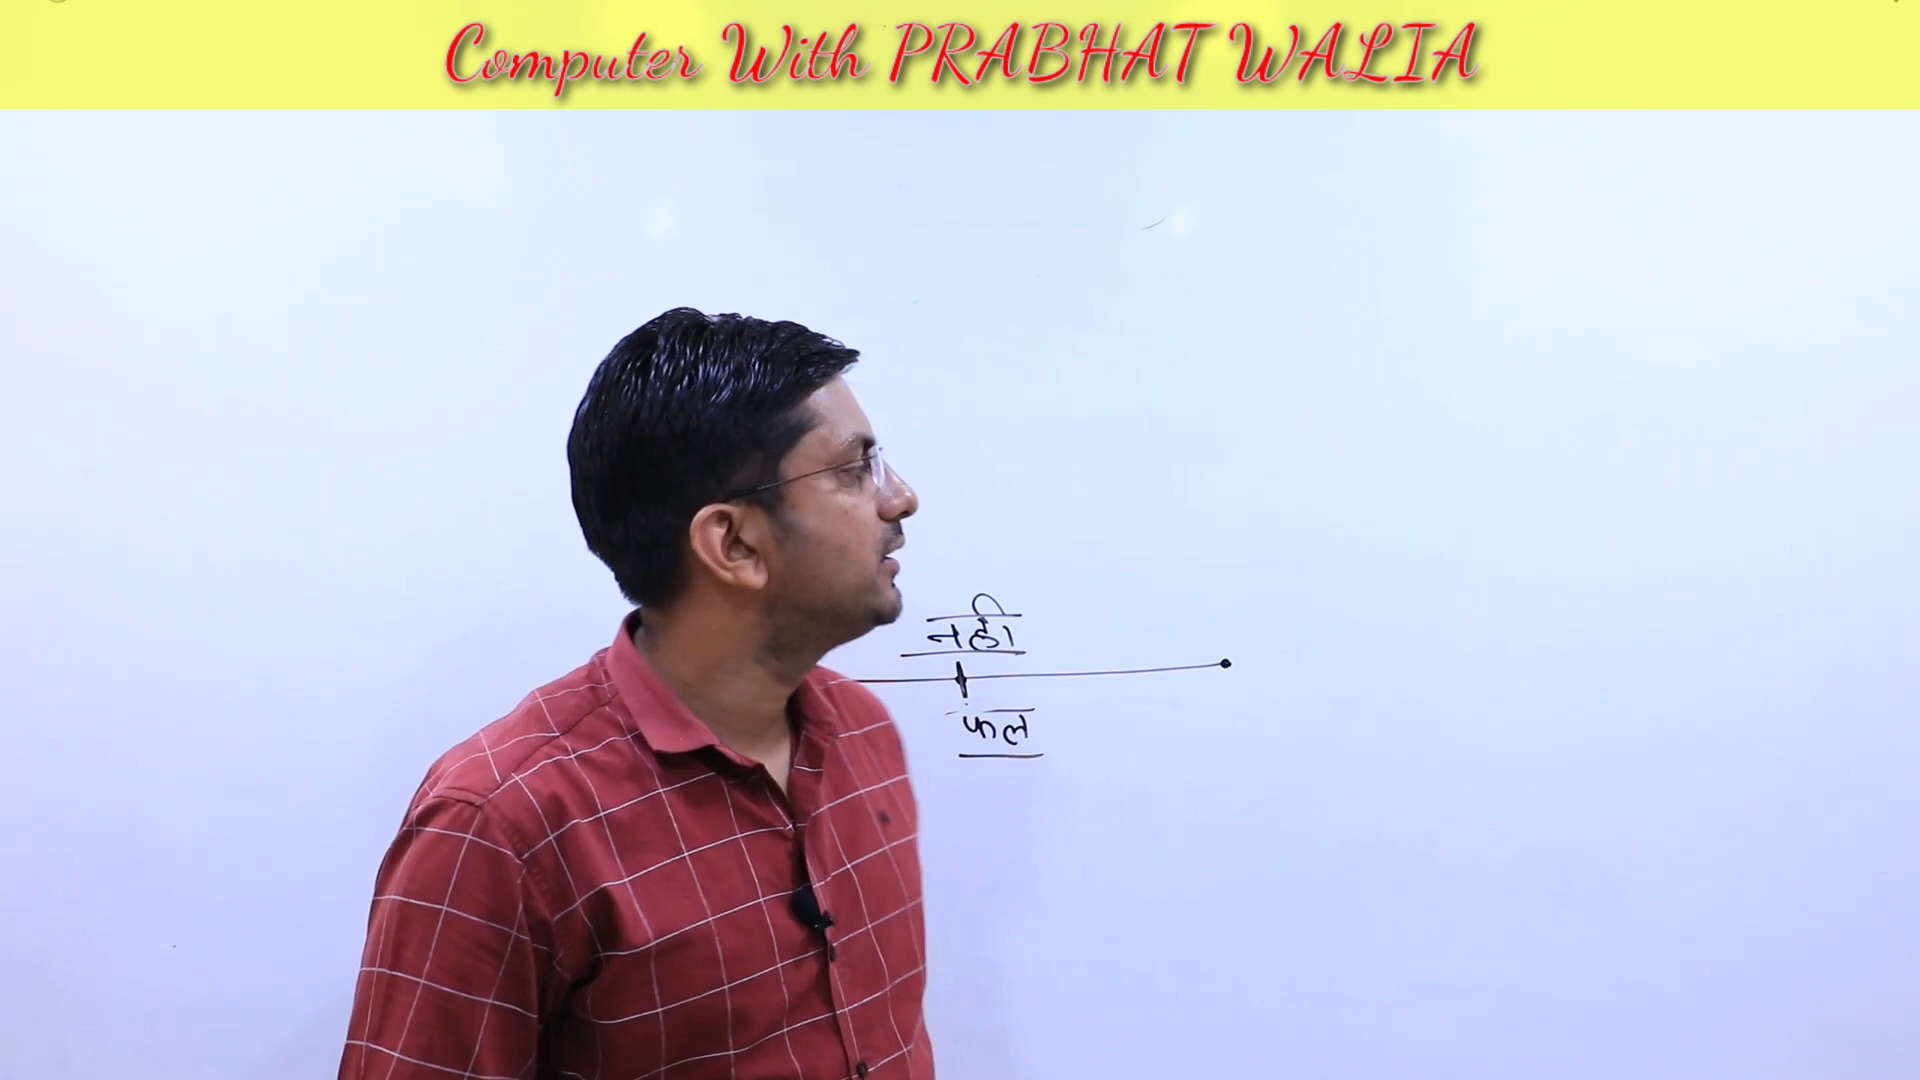 Computer With PRABHAT WALIA
नही
फल